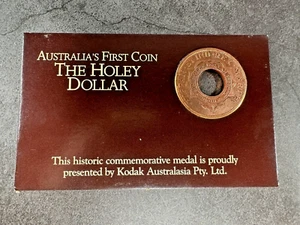 AUSTRALIA'S FIRST COIN
THE HOLEY
DOLLAR
This historic commemorative medal is proudly
presented by Kodak Australasia Pty. Ltd.